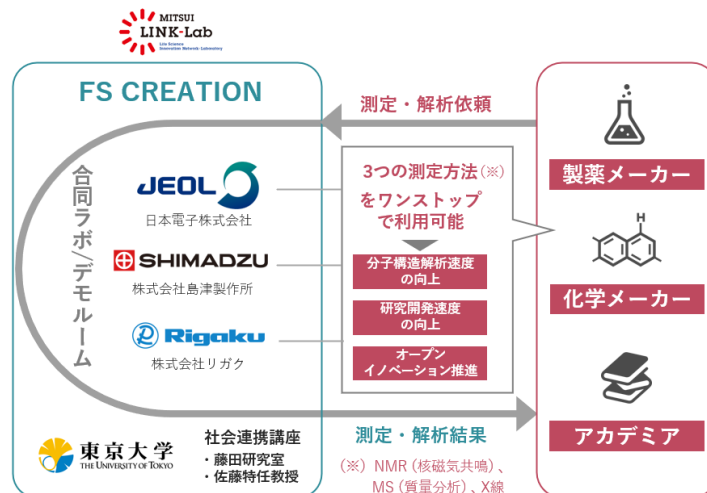 MITSUI
LINK-Lab
Life Science
Innovation Network Laboratory
FS CREATION
合同ラボ/デモルーム
JEOL
日本電子株式会社
SHIMADZU
株式会社島津製作所
Rigaku
株式会社リガク
東京大学
THE UNIVERSITY OF TOKYO
社会連携講座
・藤田研究室
・佐藤特任教授
測定・解析依頼
3つの測定方法(※)
をワンストップ
で利用可能
分子構造解析速度
の向上
研究開発速度
の向上
オープン
イノベーション推進
測定・解析結果
(※) NMR(核磁気共鳴)、
MS(質量分析)、X線
製薬メーカー
H
化学メーカー
アカデミア